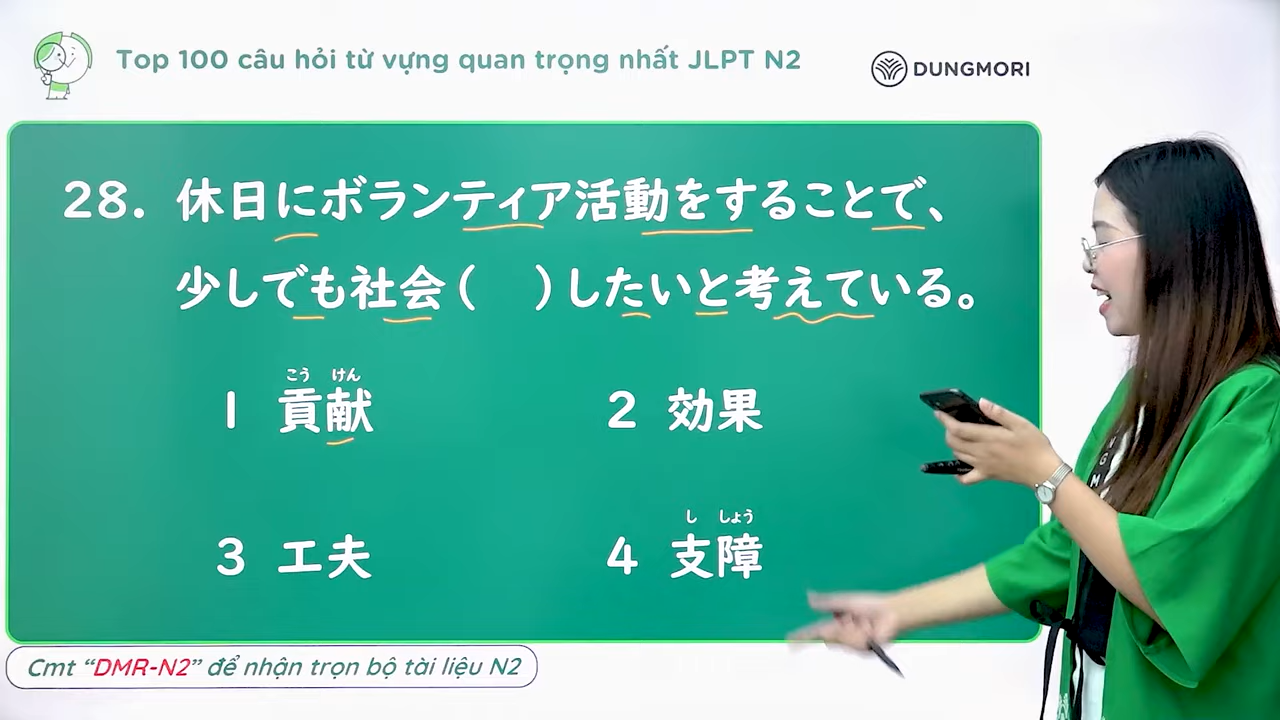 Top 100 câu hỏi từ vựng quan trọng nhất JLPT N2
DUNGMORI
28. 休日にボランティア活動をすることで、
少しでも社会（　）したいと考えている。
こう けん
1 貢献
2 効果
3 工夫
し しょう
4 支障
Cmt “DMR-N2” để nhận trọn bộ tài liệu N2